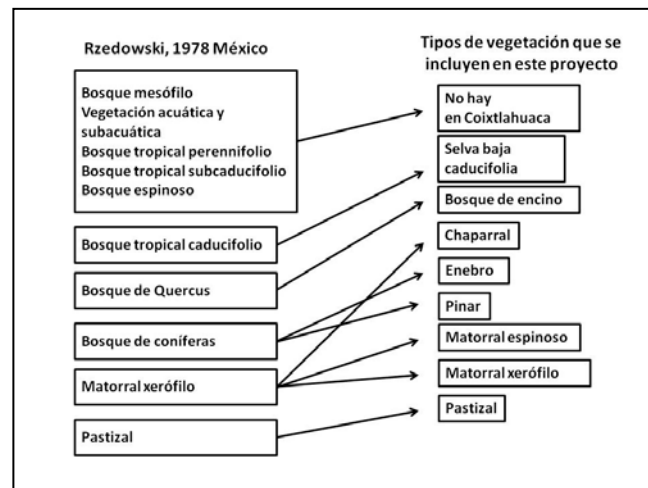 Rzedowski, 1978 México
Bosque mesófilo
Vegetación acuática y
subacuática
Bosque tropical perennifolio
Bosque tropical subcaducifolio
Bosque espinoso
Bosque tropical caducifolio
Bosque de Quercus
Bosque de coníferas
Matorral xerófilo
Pastizal
Tipos de vegetación que se
incluyen en este proyecto
No hay
en Coixtlahuaca
Selva baja
caducifolia
Bosque de encino
Chaparral
Enebro
Pinar
Matorral espinoso
Matorral xerófilo
Pastizal